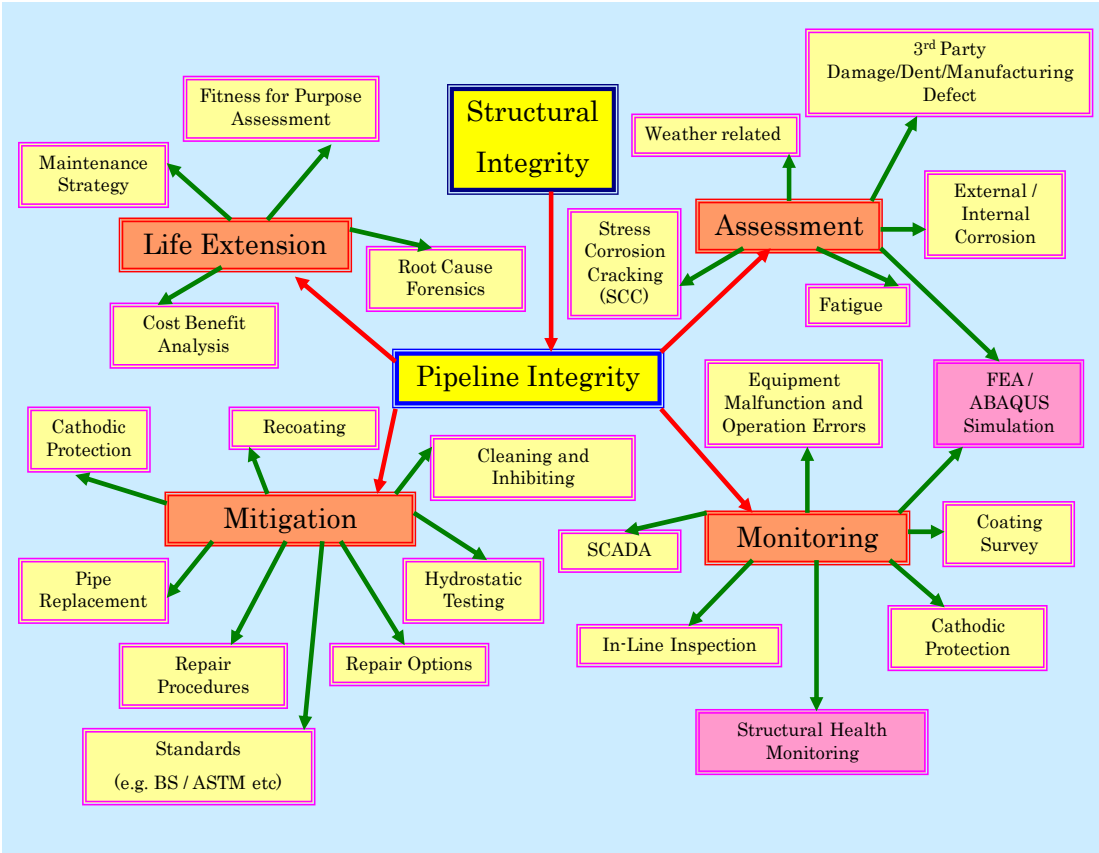 Structural
Integrity
Fitness for Purpose
Assessment
Maintenance
Strategy
Life Extension
Root Cause
Forensics
Cost Benefit
Analysis
3rd Party
Damage/Dent/Manufacturing
Defect
Weather related
Assessment
External /
Internal
Corrosion
Stress
Corrosion
Cracking
(SCC)
Fatigue
Pipeline Integrity
FEA /
ABAQUS
Simulation
Equipment
Malfunction and
Operation Errors
Cathodic
Protection
Recoating
Cleaning and
Inhibiting
Mitigation
Pipe
Replacement
Hydrostatic
Testing
Repair
Procedures
Repair Options
Standards
(e.g. BS / ASTM etc)
Monitoring
SCADA
Coating
Survey
In-Line Inspection
Cathodic
Protection
Structural Health
Monitoring